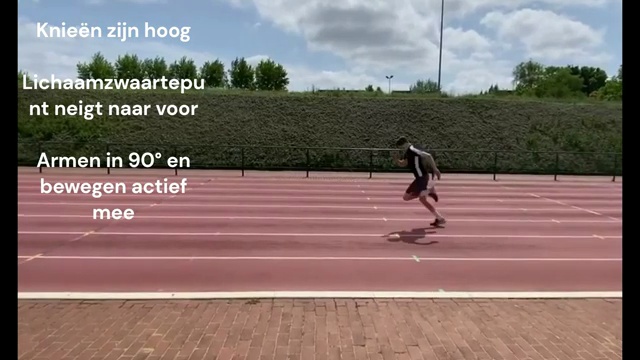 Knieën zijn hoog
Lichaamzwaartepu
nt neigt naar voor
Armen in 90° en
bewegen actief
mee